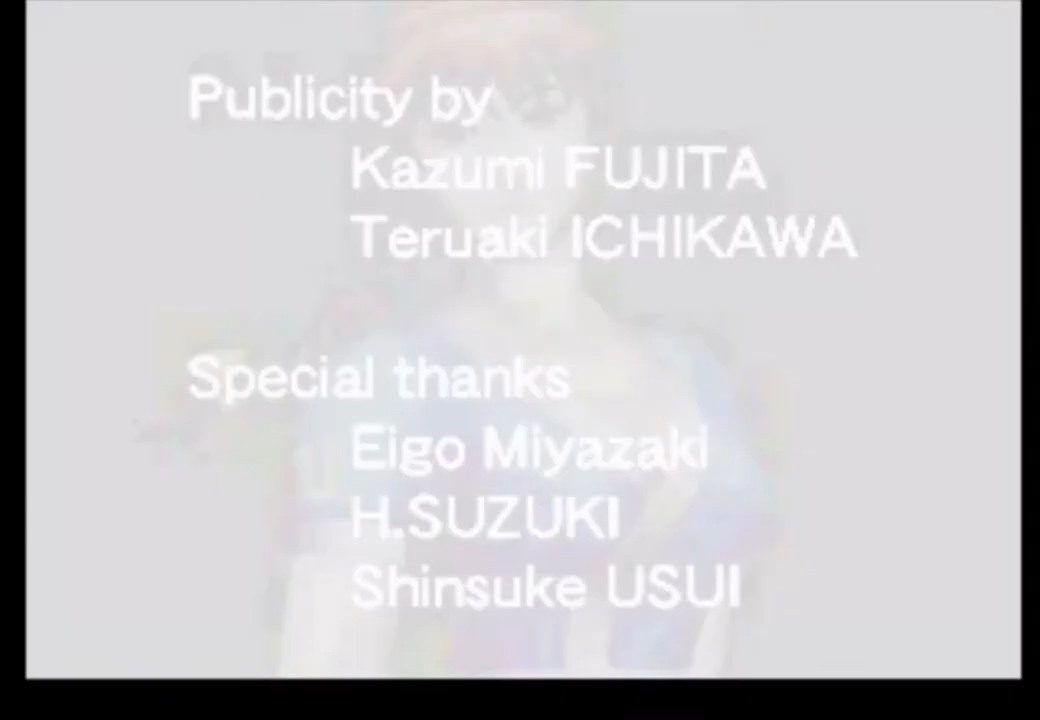 Publicity by
Kazumi FUJITA
Teruaki ICHIKAWA
Special thanks
Eigo Miyazaki
H.SUZUKI
Shinsuke USUI